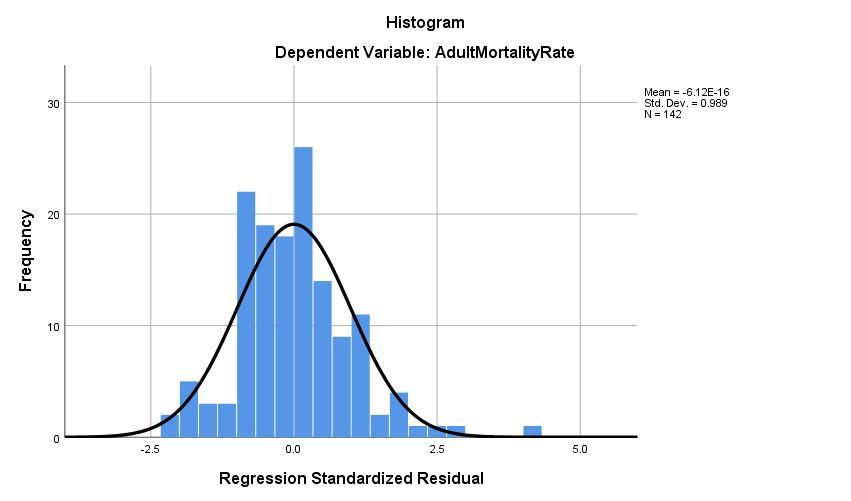 Histogram
Dependent Variable: AdultMortalityRate
Mean = -6.12E-16
Std. Dev. = 0.989
N = 142
Frequency
30
20
10
0
-2.5
0.0
2.5
5.0
Regression Standardized Residual